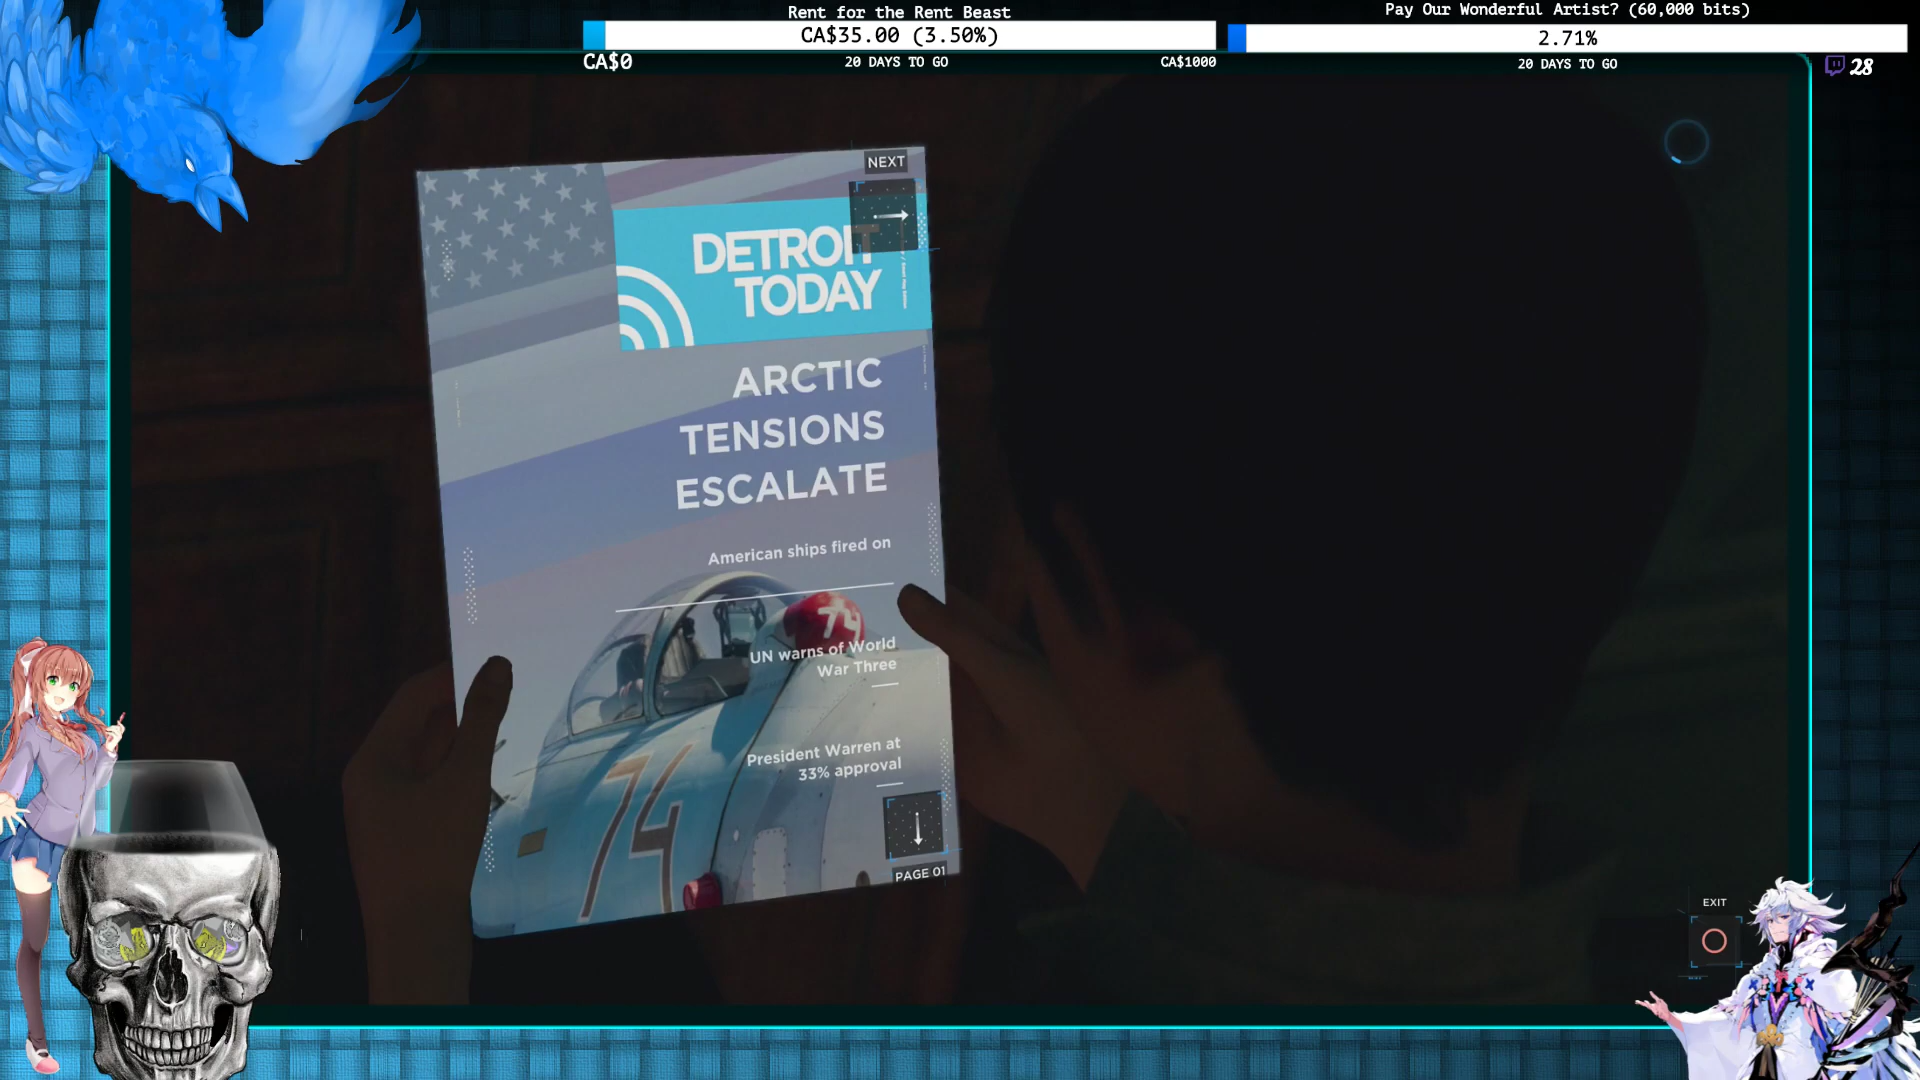 Rent for the Rent Beast
CA$35.00 (3.50%)
CA$0
20 DAYS TO GO
CA$1000
Pay Our Wonderful Artist? (60,000 bits)
2.71%
20 DAYS TO GO
28
NEXT
DETROIT
TODAY
ARCTIC
TENSIONS
ESCALATE
American ships fired on
74
UN warns of World
War Three
President Warren at
33% approval
74
PAGE 01
EXIT